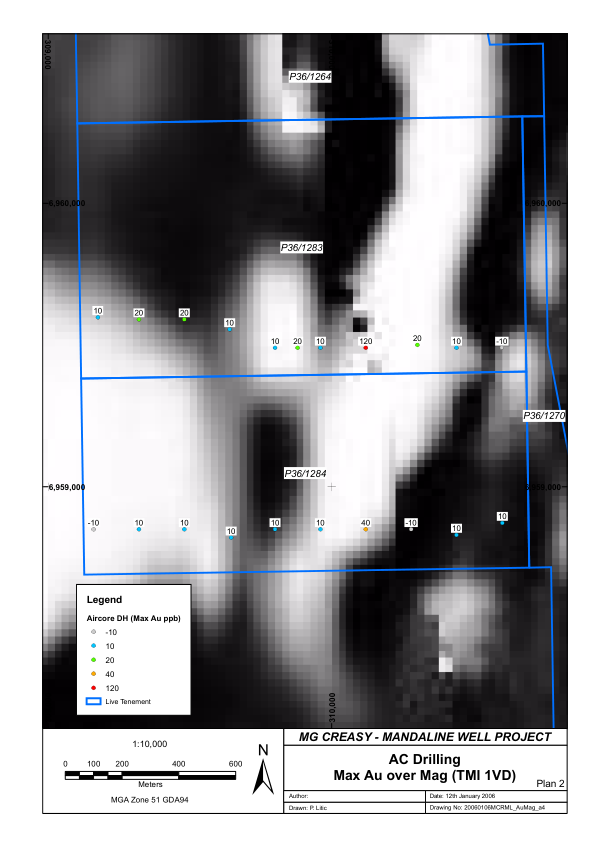 309,000
P36/1264
6,960,000
6,960,000
P36/1283
10
20
20
10
10
20
10
120
20
10
-10
P36/1270
P36/1284
6,959,000
6,959,000
-10
10
10
10
10
10
40
-10
10
10
Legend
Aircore DH (Max Au ppb)
-10
10
20
40
120
Live Tenement
310,000
1:10,000
0 50 100 200 400 600
Meters
MGA Zone 51 GDA94
N
MG CREASY - MANDALINE WELL PROJECT
AC Drilling
Max Au over Mag (TMI 1VD)
Plan 2
Author:
Date: 12th January 2006
Drawn: P. Litic
Drawing No: 20060106MCRML_AuMag_a4